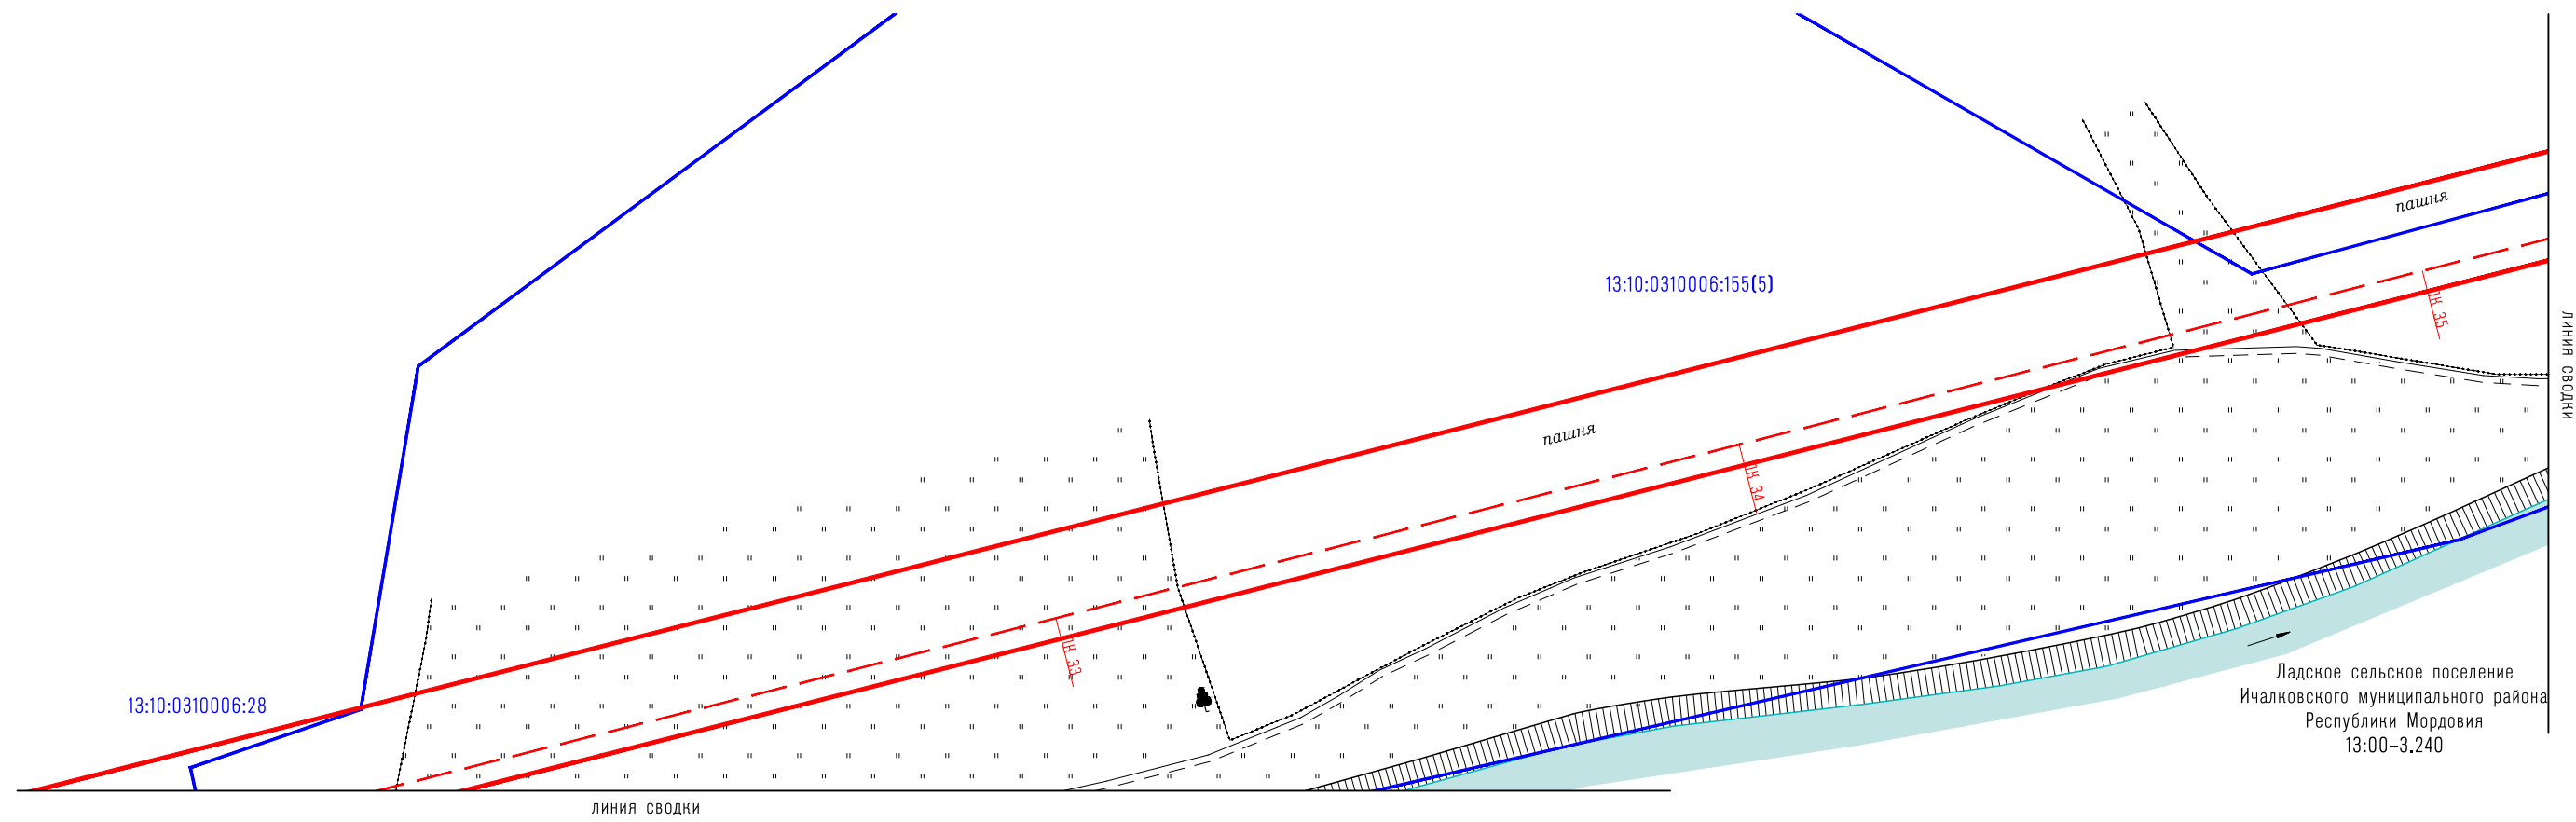 пашня
13:10:0310006:155(5)
ПК 35
линия сводки
пашня
ПК 34
ПК 33
13:10:0310006:28
Ладское сельское поселение
Ичалковского муниципального района
Республики Мордовия
13:00-3.240
линия сводки